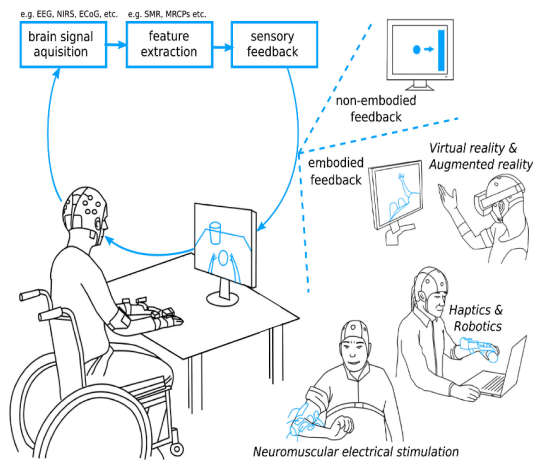 e.g. EEG, NIRS, ECoG, etc.
e.g. SMR, MRCPs etc.
brain signal
aquisition
feature
extraction
sensory
feedback
non-embodied
feedback
embodied
feedback
Virtual reality &
Augmented reality
Haptics &
Robotics
Neuromuscular electrical stimulation